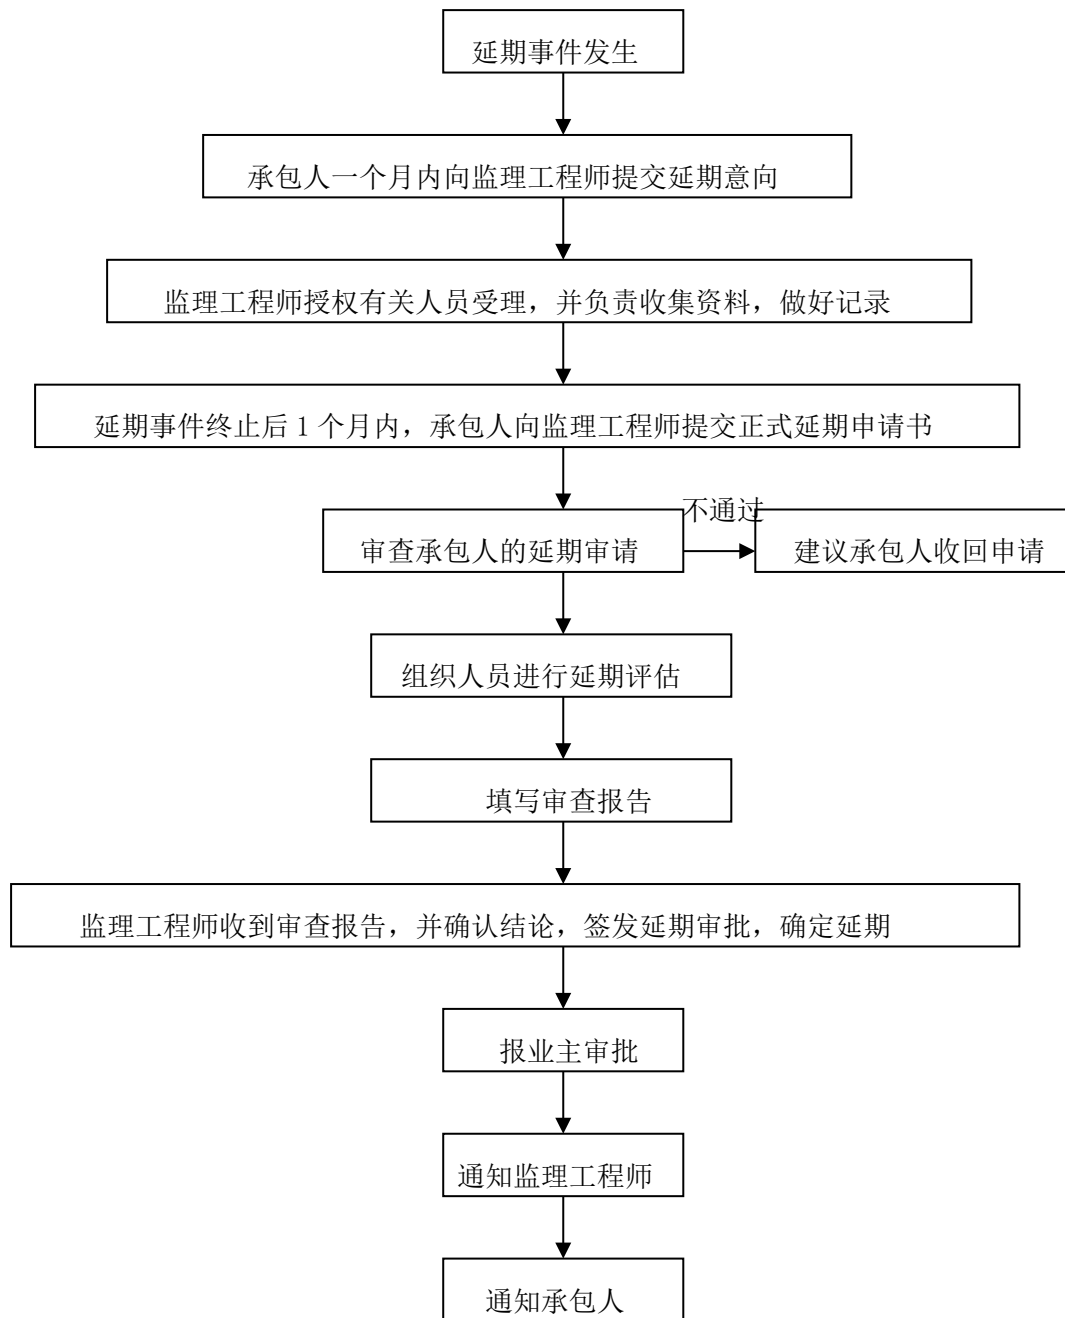 延期事件发生
承包人一个月内向监理工程师提交延期意向
监理工程师授权有关人员受理，并负责收集资料，做好记录
延期事件终止后 1 个月内，承包人向监理工程师提交正式延期申请书
不通过
审查承包人的延期审请
建议承包人收回申请
组织人员进行延期评估
填写审查报告
监理工程师收到审查报告，并确认结论，签发延期审批，确定延期
报业主审批
通知监理工程师
通知承包人